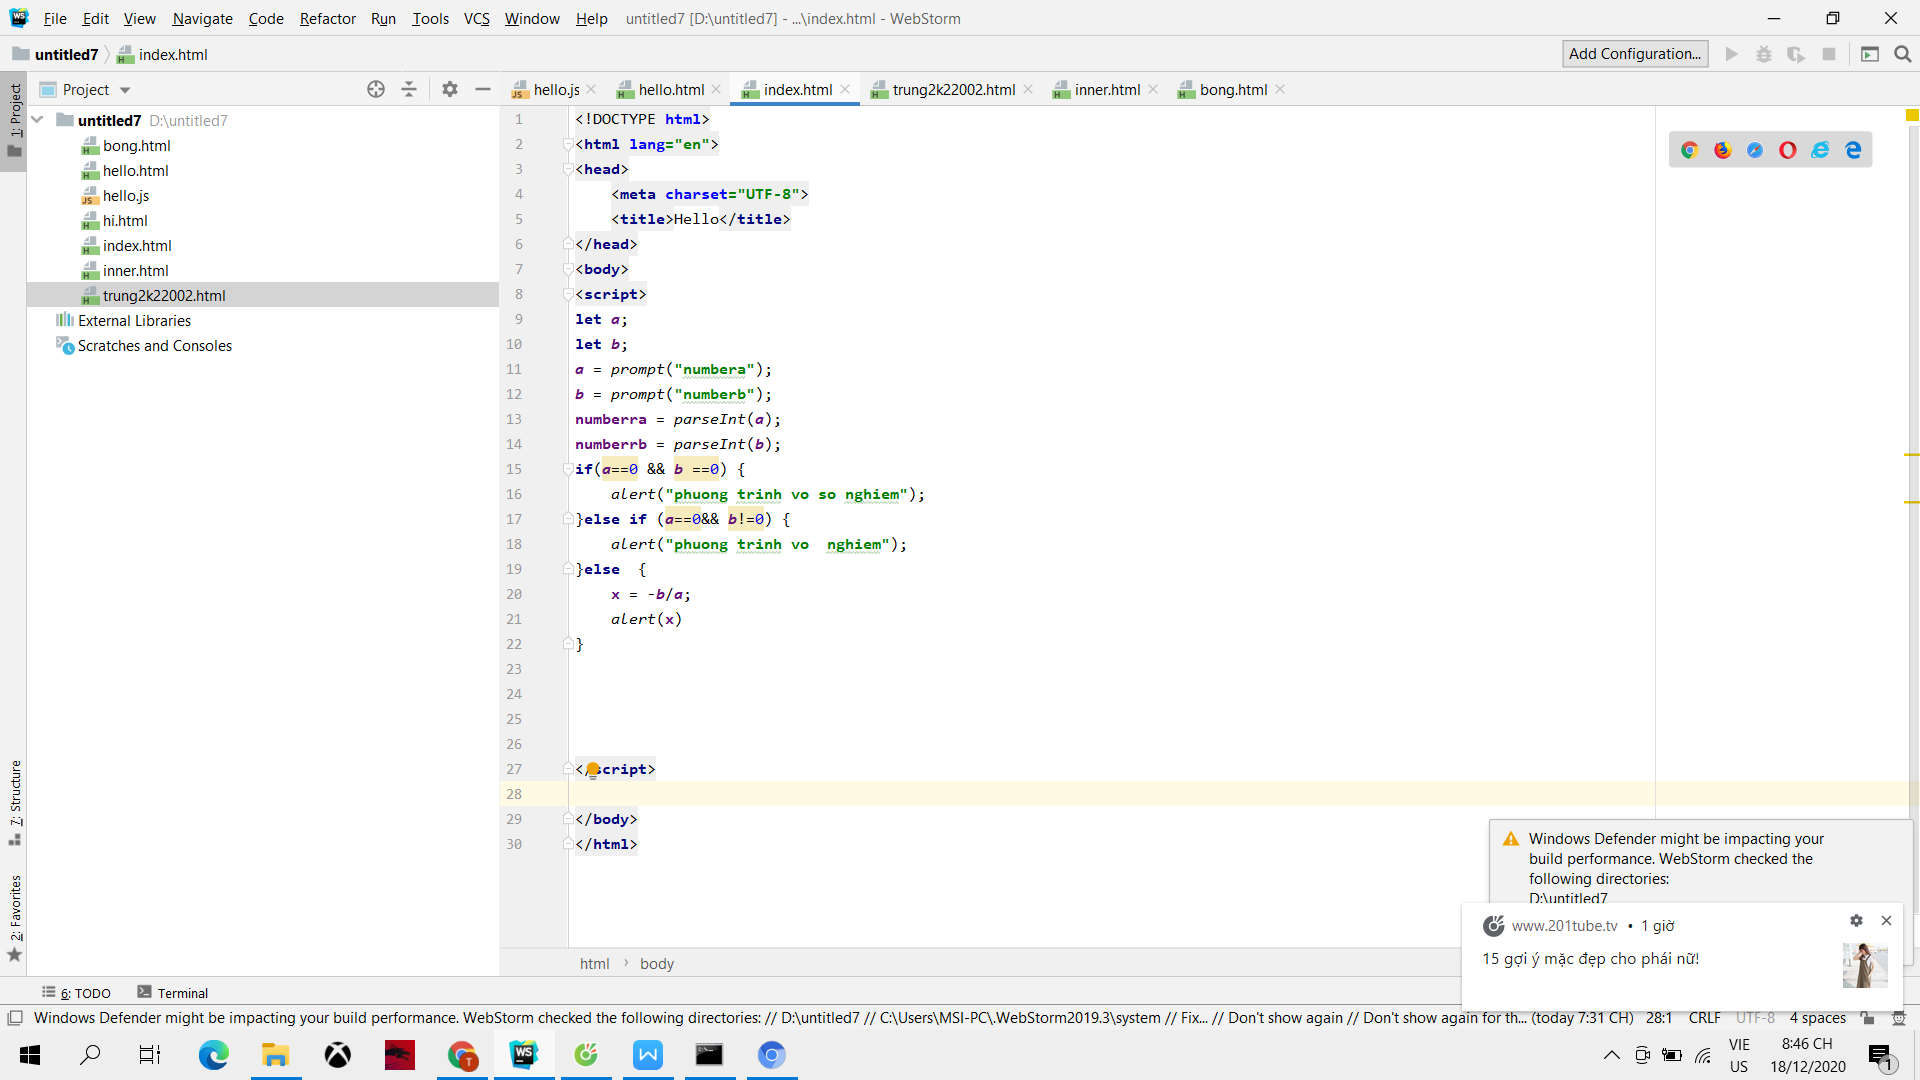 File Edit View Navigate Code Refactor Run Tools VCS Window Help untitled7 [D:\untitled7] - ...\index.html - WebStorm
untitled7 index.html Add Configuration...
1: Project
Project
hello.js hello.html index.html trung2k22002.html inner.html bong.html
untitled7 D:\untitled7
bong.html
hello.html
hello.js
hi.html
index.html
inner.html
trung2k22002.html
External Libraries
Scratches and Consoles
1 <!DOCTYPE html>
2 <html lang="en">
3 <head>
4 <meta charset="UTF-8">
5 <title>Hello</title>
6 </head>
7 <body>
8 <script>
9 let a;
10 let b;
11 a = prompt("numbera");
12 b = prompt("numberb");
13 numberra = parseInt(a);
14 numberrb = parseInt(b);
15 if(a==0 && b ==0) {
16 alert("phuong trinh vo so nghiem");
17 }else if (a==0&& b!=0) {
18 alert("phuong trinh vo  nghiem");
19 }else  {
20 x = -b/a;
21 alert(x)
22 }
23
24
25
26
27 </script>
28
29 </body>
30 </html>
7: Structure
2: Favorites
Windows Defender might be impacting your
build performance. WebStorm checked the
following directories:
D:\untitled7
www.201tube.tv • 1 giờ
15 gợi ý mặc đẹp cho phái nữ!
html body
6: TODO Terminal
Windows Defender might be impacting your build performance. WebStorm checked the following directories: // D:\untitled7 // C:\Users\MSI-PC\.WebStorm2019.3\system // Fix... // Don't show again // Don't show again for th... (today 7:31 CH) 28:1 CRLF UTF-8 4 spaces
VIE
US
8:46 CH
18/12/2020
1